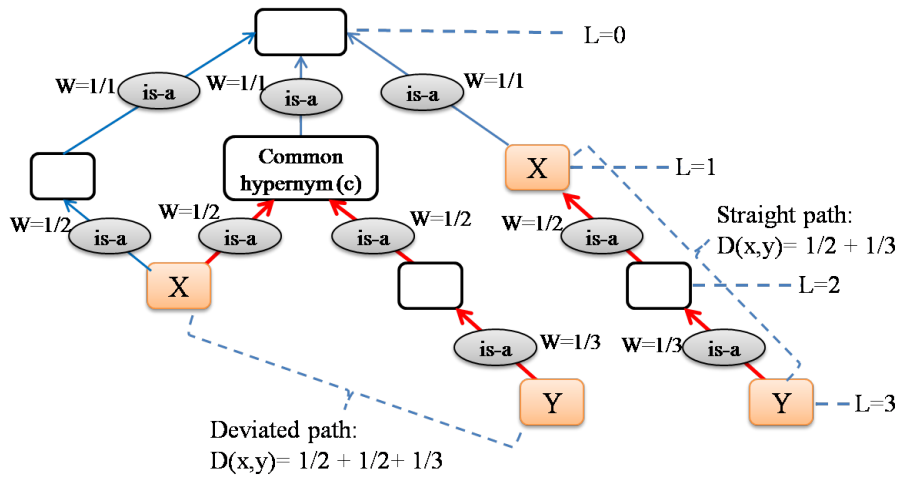 L=0
W=1/1
is-a
W=1/1
is-a
is-a
W=1/1
Common
hypernym (c)
X
L=1
W=1/2
is-a
W=1/2
is-a
is-a
W=1/2
W=1/2
is-a
Straight path:
D(x,y)= 1/2 + 1/3
X
L=2
is-a
W=1/3
W=1/3
is-a
Y
Y
L=3
Deviated path:
D(x,y)= 1/2 + 1/2+ 1/3